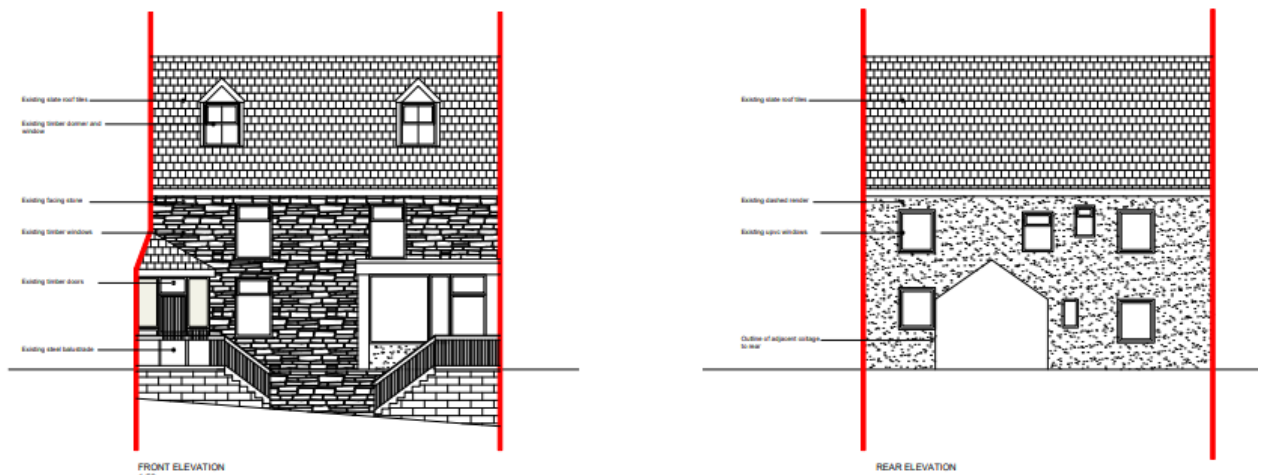 Existing slate roof tiles
Existing timber dormer and
window
Existing facing stone
Existing timber windows
Existing timber doors
Existing steel balustrade
FRONT ELEVATION
Existing slate roof tiles
Existing dashed render
Existing upvc windows
Outline of adjacent cottage
to rear
REAR ELEVATION